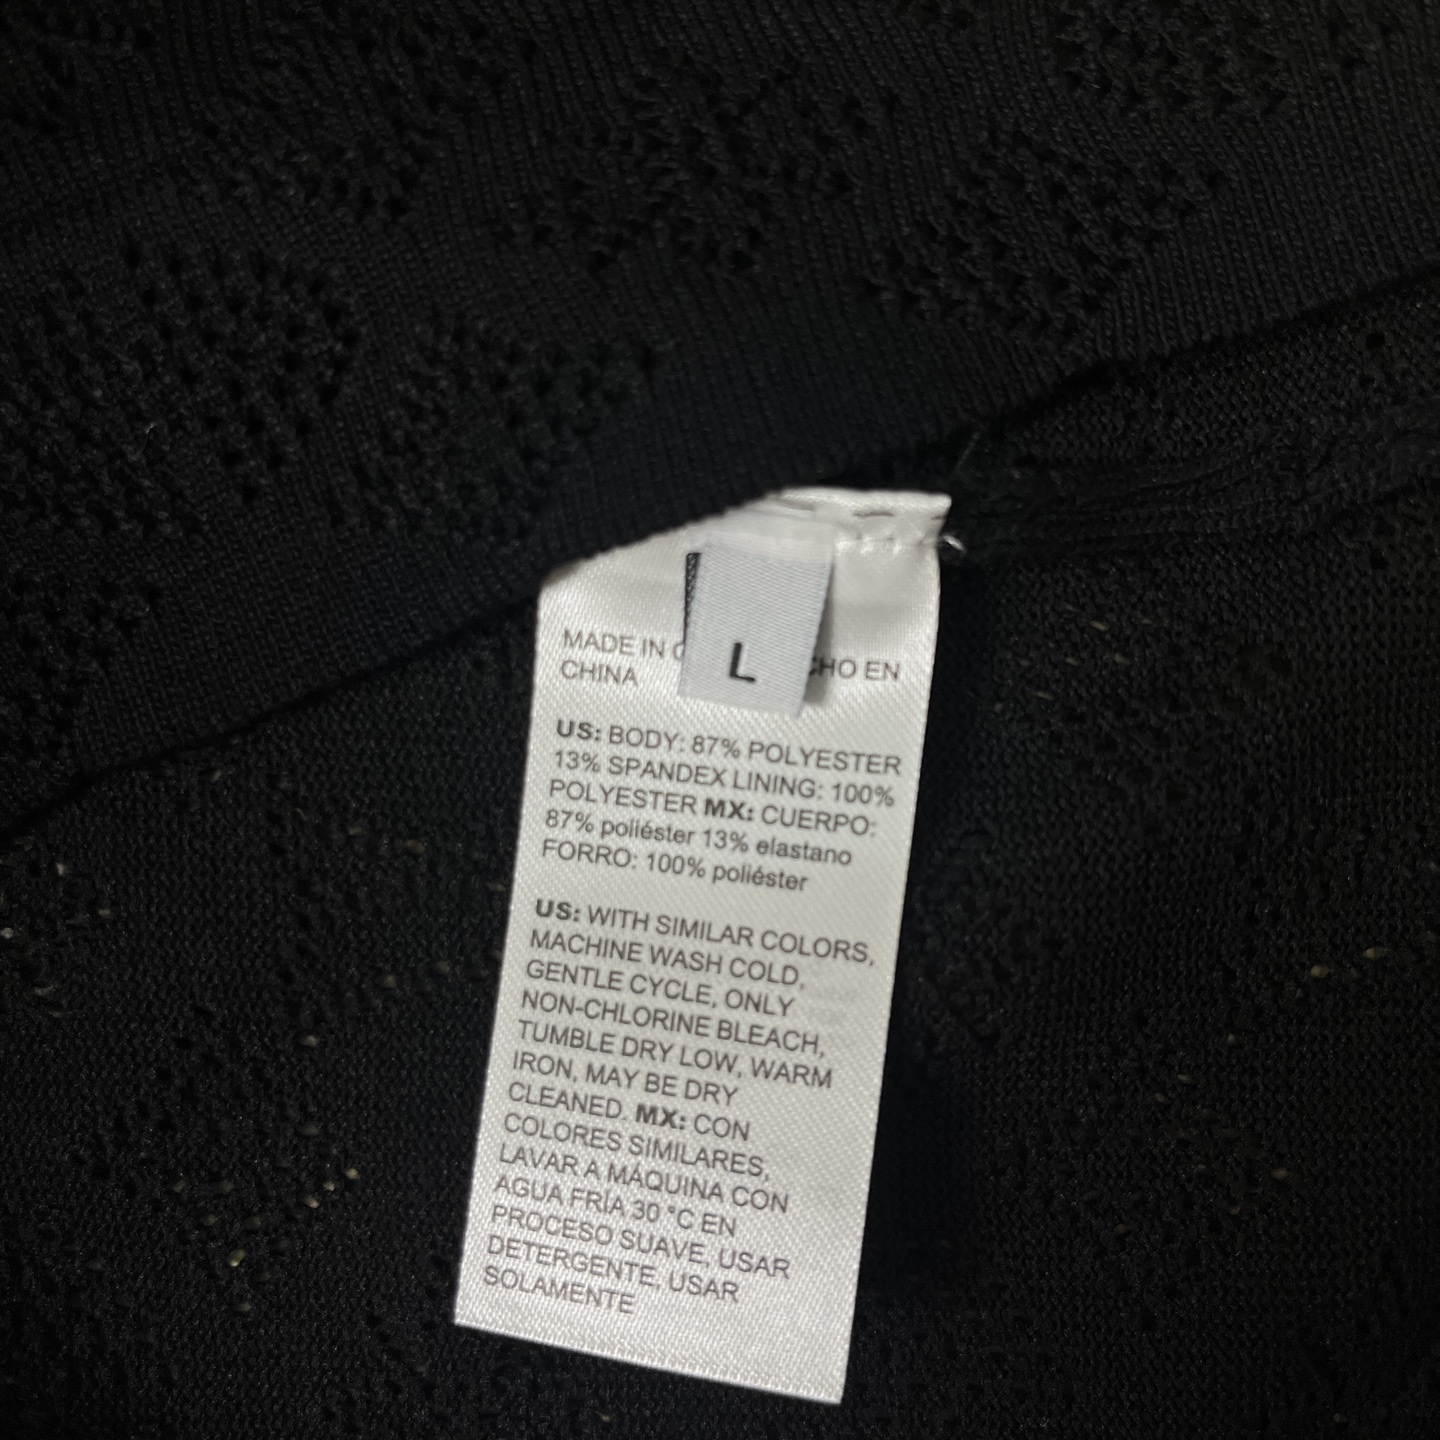 MADE IN
L
HO EN
CHINA
US: BODY: 87% POLYESTER
13% SPANDEX LINING: 100%
POLYESTER MX: CUERPO:
87% poliéster 13% elastano
FORRO: 100% poliéster
US: WITH SIMILAR COLORS,
MACHINE WASH COLD,
GENTLE CYCLE, ONLY
NON-CHLORINE BLEACH,
TUMBLE DRY LOW, WARM
IRON, MAY BE DRY
CLEANED. MX: CON
COLORES SIMILARES,
LAVAR A MÁQUINA CON
AGUA FRÍA 30 °C EN
PROCESO SUAVE, USAR
DETERGENTE, USAR
SOLAMENTE